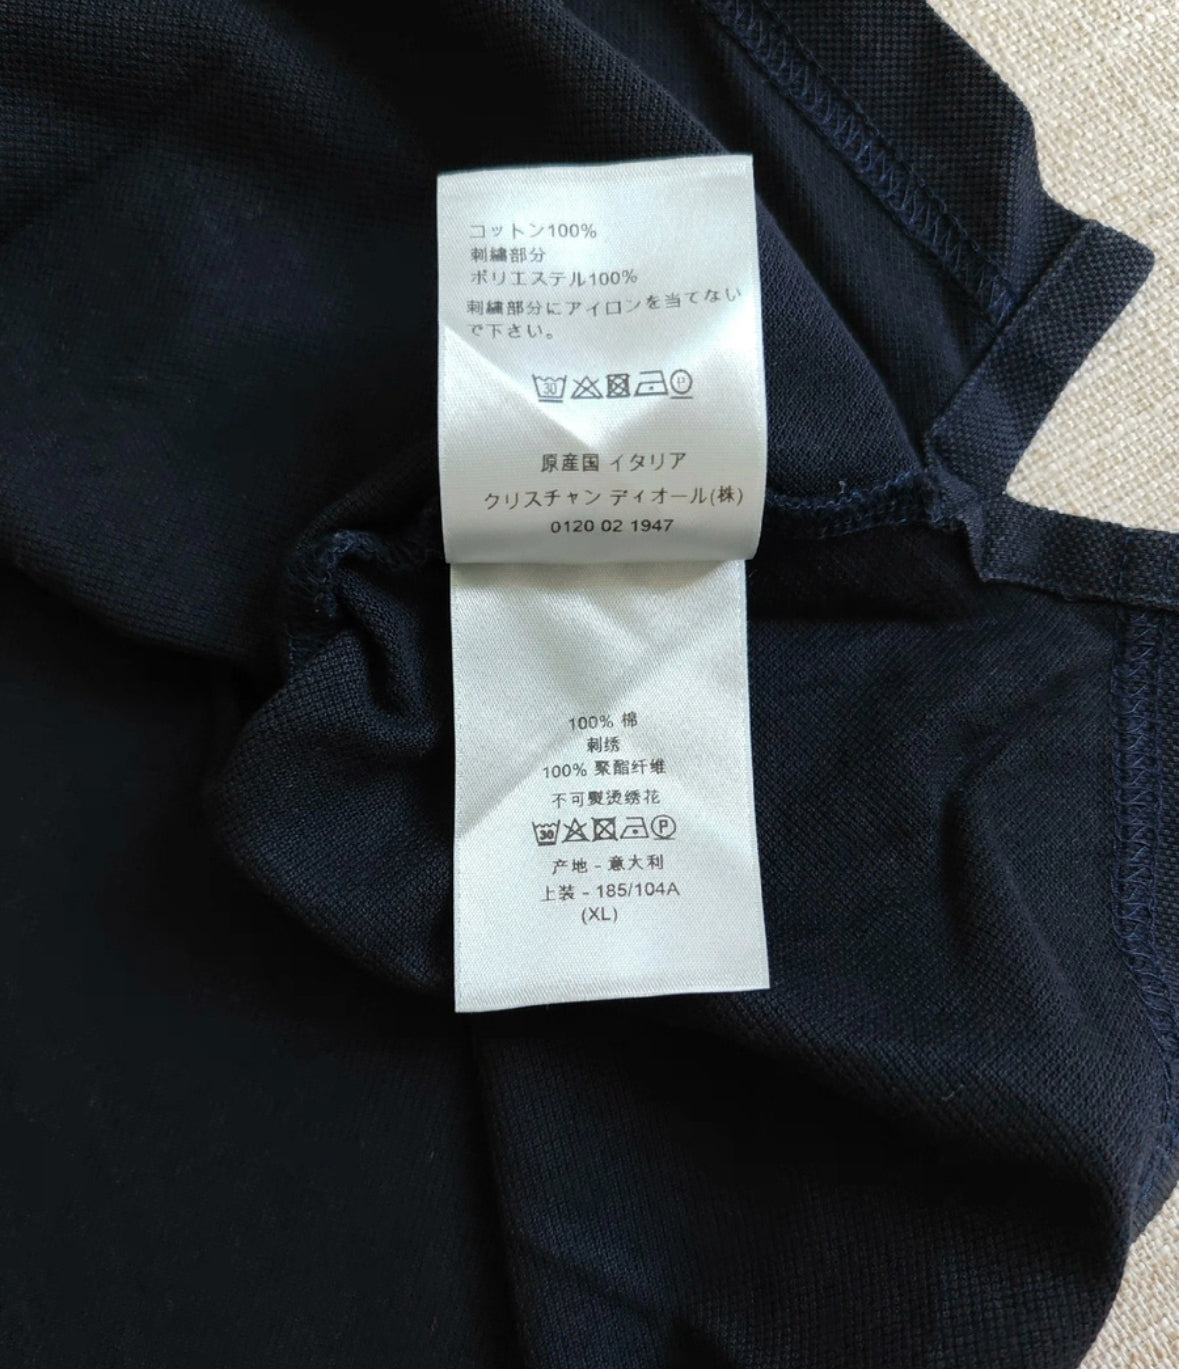 コットン100%
刺繍部分
ポリエステル100%
刺繍部分にアイロンを当てない
で下さい。
30 P
原産国 イタリア
クリスチャン ディオール(株)
0120 02 1947
100% 棉
刺绣
100% 聚酯纤维
不可熨烫绣花
30 P
产地 - 意大利
上装 - 185/104A
(XL)